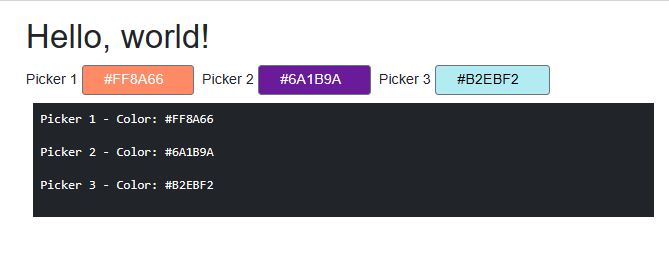 Hello, world!
Picker 1 #FF8A66 Picker 2 #6A1B9A Picker 3 #B2EBF2
Picker 1 - Color: #FF8A66
Picker 2 - Color: #6A1B9A
Picker 3 - Color: #B2EBF2